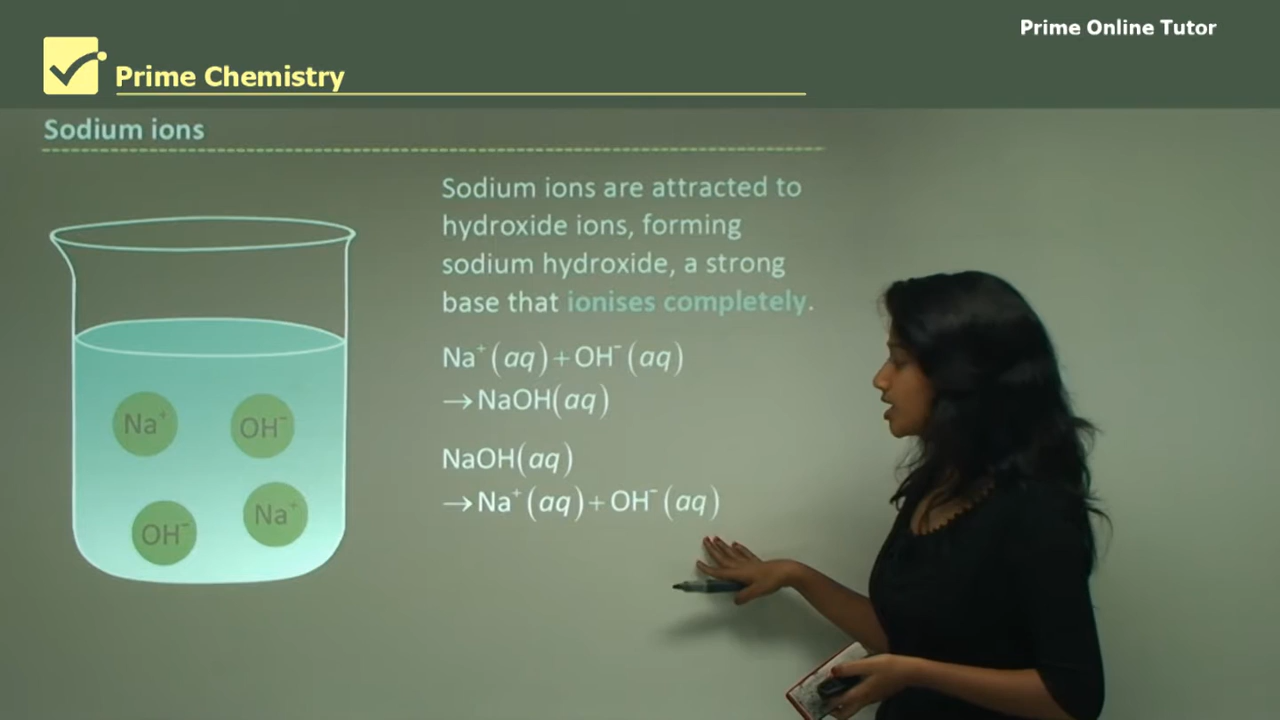 Prime Online Tutor
Prime Chemistry
Sodium ions
Sodium ions are attracted to
hydroxide ions, forming
sodium hydroxide, a strong
base that ionises completely.
Na⁺(aq)+OH⁻(aq)
→NaOH(aq)
NaOH(aq)
→Na⁺(aq)+OH⁻(aq)
Na⁺ OH⁻
OH⁻ Na⁺